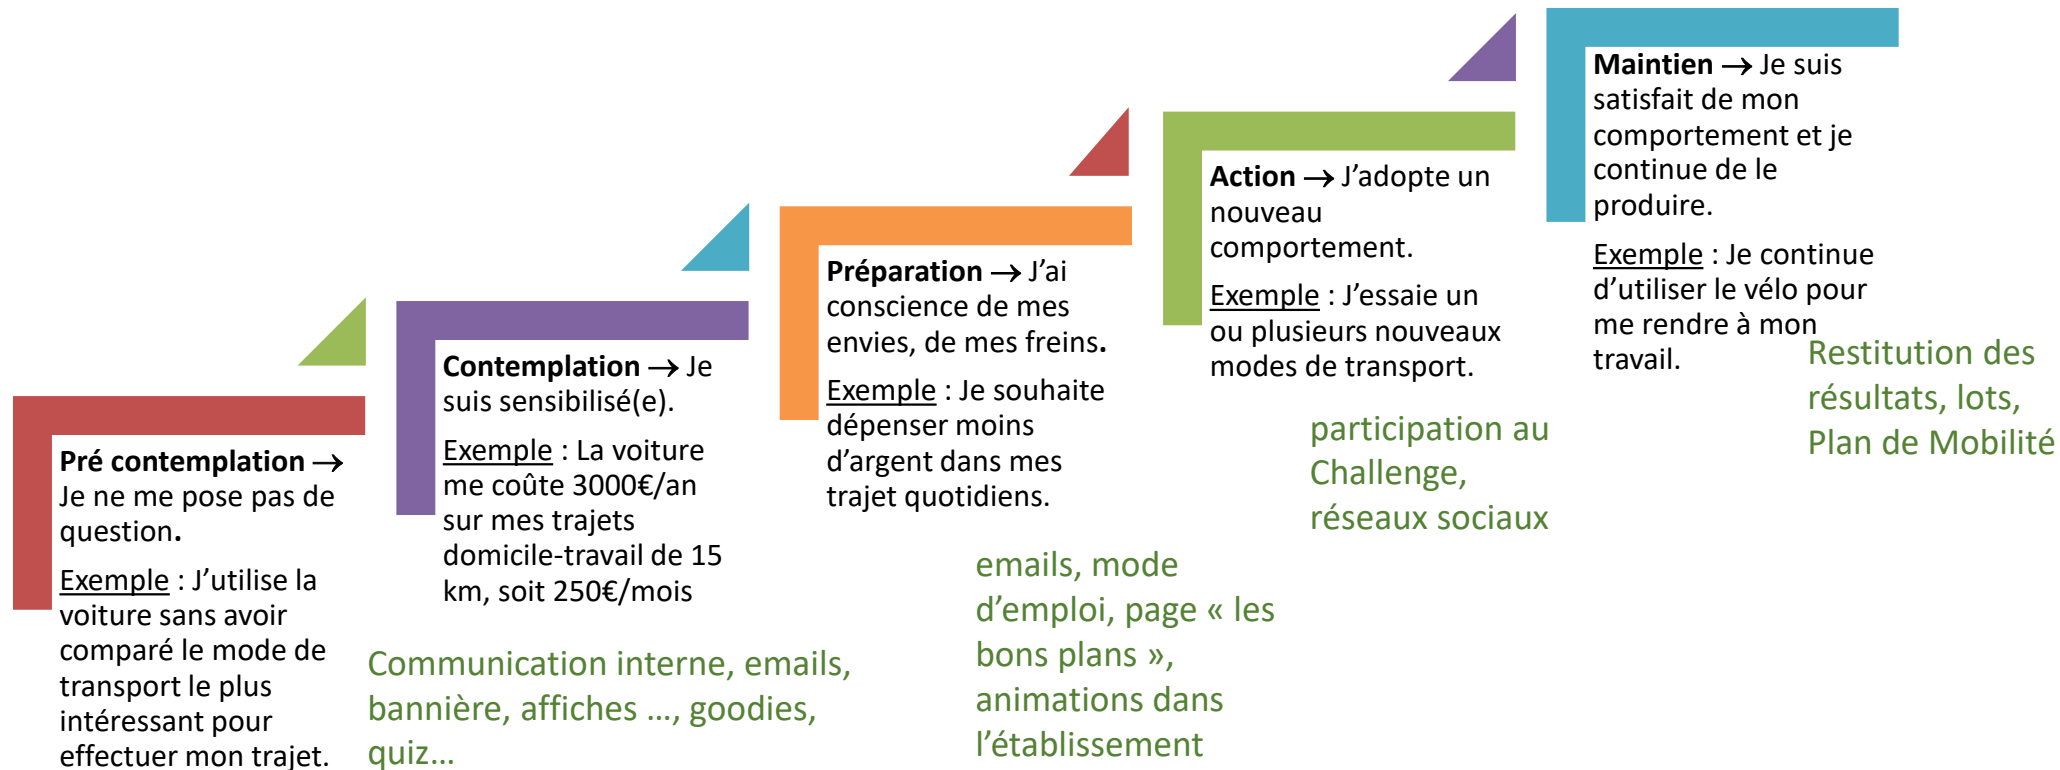 Pré contemplation →
Je ne me pose pas de
question.
Exemple : J’utilise la
voiture sans avoir
comparé le mode de
transport le plus
intéressant pour
effectuer mon trajet.
Contemplation → Je
suis sensibilisé(e).
Exemple : La voiture
me coûte 3000€/an
sur mes trajets
domicile-travail de 15
km, soit 250€/mois
Communication interne, emails,
bannière, affiches …, goodies,
quiz…
Préparation → J’ai
conscience de mes
envies, de mes freins.
Exemple : Je souhaite
dépenser moins
d’argent dans mes
trajet quotidiens.
emails, mode
d’emploi, page « les
bons plans »,
animations dans
l’établissement
Action → J’adopte un
nouveau
comportement.
Exemple : J’essaie un
ou plusieurs nouveaux
modes de transport.
participation au
Challenge,
réseaux sociaux
Maintien → Je suis
satisfait de mon
comportement et je
continue de le
produire.
Exemple : Je continue
d’utiliser le vélo pour
me rendre à mon
travail.
Restitution des
résultats, lots,
Plan de Mobilité